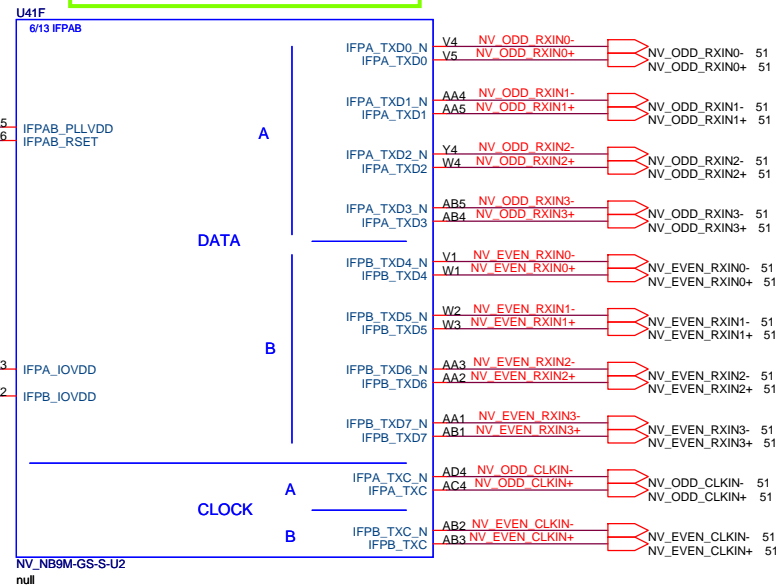 U41F
6/13 IFPAB
IFPA_TXD0_N V4 NV_ODD_RXIN0- NV_ODD_RXIN0- 51
IFPA_TXD0 V5 NV_ODD_RXIN0+ NV_ODD_RXIN0+ 51
IFPA_TXD1_N AA4 NV_ODD_RXIN1- NV_ODD_RXIN1- 51
IFPA_TXD1 AA5 NV_ODD_RXIN1+ NV_ODD_RXIN1+ 51
5 IFPAB_PLLVDD
6 IFPAB_RSET
A
IFPA_TXD2_N Y4 NV_ODD_RXIN2- NV_ODD_RXIN2- 51
IFPA_TXD2 W4 NV_ODD_RXIN2+ NV_ODD_RXIN2+ 51
IFPA_TXD3_N AB5 NV_ODD_RXIN3- NV_ODD_RXIN3- 51
IFPA_TXD3 AB4 NV_ODD_RXIN3+ NV_ODD_RXIN3+ 51
DATA
IFPB_TXD4_N V1 NV_EVEN_RXIN0- NV_EVEN_RXIN0- 51
IFPB_TXD4 W1 NV_EVEN_RXIN0+ NV_EVEN_RXIN0+ 51
IFPB_TXD5_N W2 NV_EVEN_RXIN1- NV_EVEN_RXIN1- 51
IFPB_TXD5 W3 NV_EVEN_RXIN1+ NV_EVEN_RXIN1+ 51
B
3 IFPA_IOVDD
2 IFPB_IOVDD
IFPB_TXD6_N AA3 NV_EVEN_RXIN2- NV_EVEN_RXIN2- 51
IFPB_TXD6 AA2 NV_EVEN_RXIN2+ NV_EVEN_RXIN2+ 51
IFPB_TXD7_N AA1 NV_EVEN_RXIN3- NV_EVEN_RXIN3- 51
IFPB_TXD7 AB1 NV_EVEN_RXIN3+ NV_EVEN_RXIN3+ 51
IFPA_TXC_N AD4 NV_ODD_CLKIN- NV_ODD_CLKIN- 51
A IFPA_TXC AC4 NV_ODD_CLKIN+ NV_ODD_CLKIN+ 51
CLOCK
IFPB_TXC_N AB2 NV_EVEN_CLKIN- NV_EVEN_CLKIN- 51
B IFPB_TXC AB3 NV_EVEN_CLKIN+ NV_EVEN_CLKIN+ 51
NV_NB9M-GS-S-U2
null